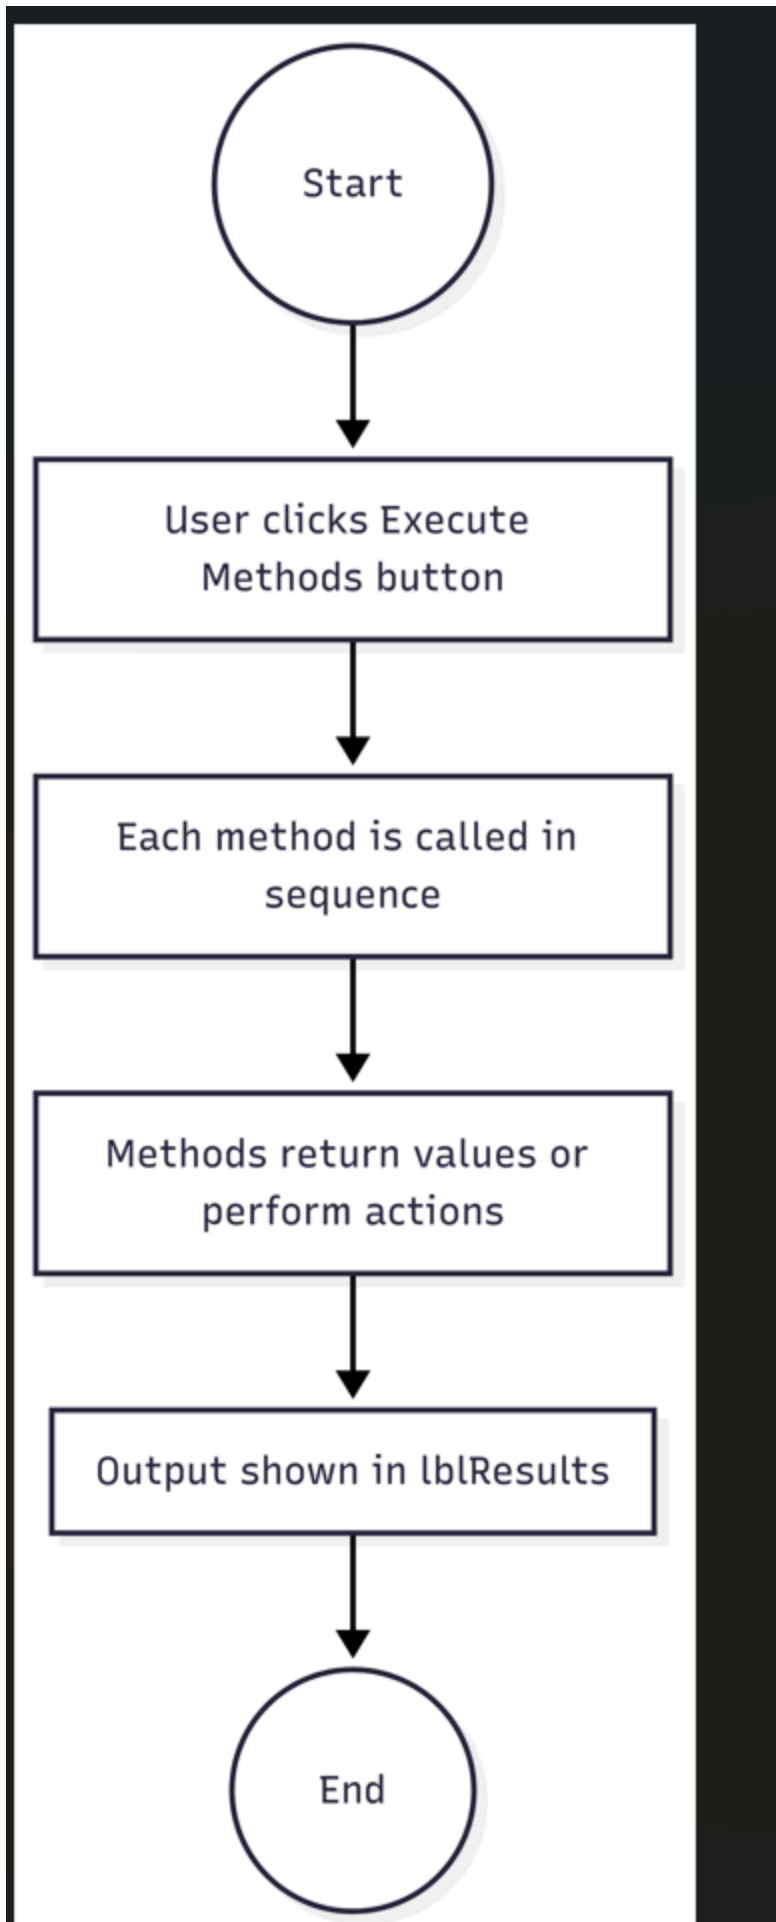 Start
User clicks Execute
Methods button
Each method is called in
sequence
Methods return values or
perform actions
Output shown in lblResults
End